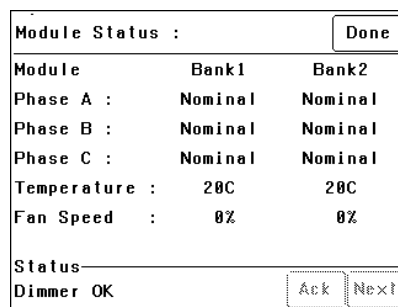 Module Status : Done
Module Bank1 Bank2
Phase A : Nominal Nominal
Phase B : Nominal Nominal
Phase C : Nominal Nominal
Temperature : 20C 20C
Fan Speed : 0% 0%
Status
Dimmer OK Ack Next